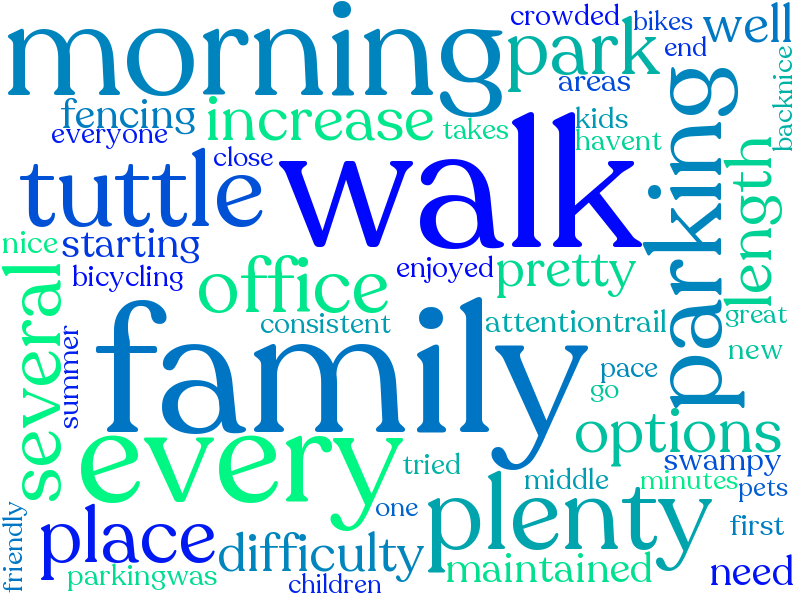 crowded
bikes
well
morning
park
end
areas
backnice
fencing
increase
takes
kids
everyone
havent
close
tuttle
walk
parking
length
nice
starting
bicycling
office
enjoyed
pretty
several
consistent
attentiontrail
great
summer
family
new
pace
go
options
every
tried
swampy
middle
minutes
pets
plenty
one
first
friendly
place
difficulty
maintained
need
parkingwas
children